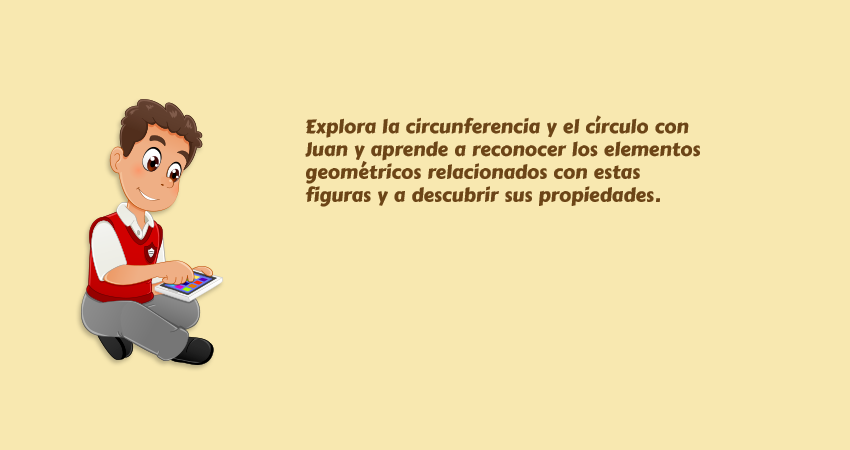 Explora la circunferencia y el círculo con
Juan y aprende a reconocer los elementos
geométricos relacionados con estas
figuras y a descubrir sus propiedades.